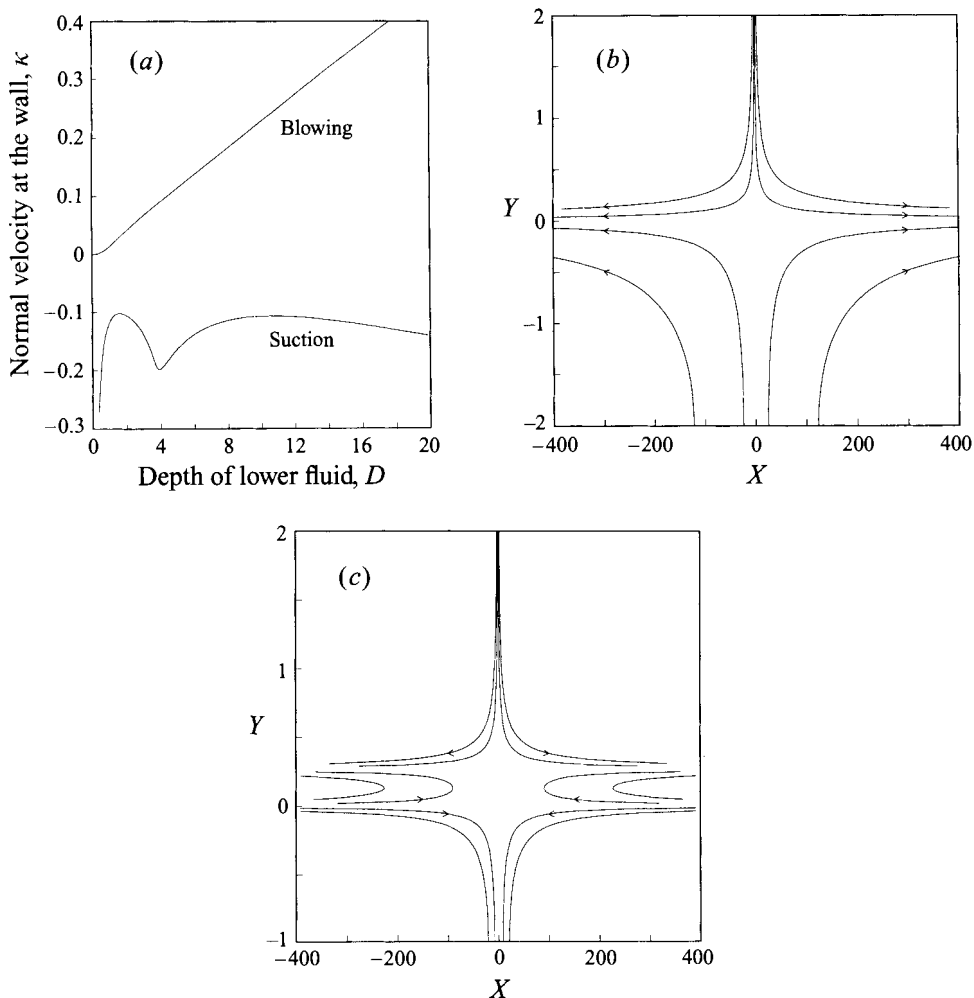 (a)
Normal velocity at the wall, κ
0.4
0.3
0.2
0.1
0
−0.1
−0.2
−0.3
Blowing
Suction
0 4 8 12 16 20
Depth of lower fluid, D
(b)
Y
2
1
0
−1
−2
−400 −200 0 200 400
X
(c)
Y
2
1
0
−1
−400 −200 0 200 400
X